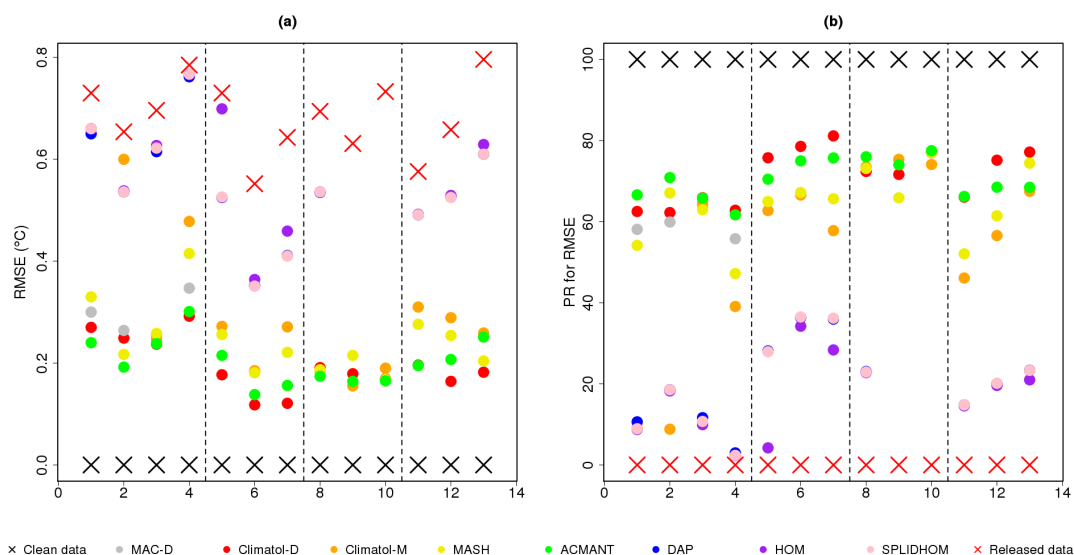 (a)
(b)
RMSE (°C)
0.8
0.6
0.4
0.2
0.0
0 2 4 6 8 10 12 14
PR for RMSE
100
80
60
40
20
0
0 2 4 6 8 10 12 14
Clean data MAC-D Climatol-D Climatol-M MASH ACMANT DAP HOM SPLIDHOM Released data